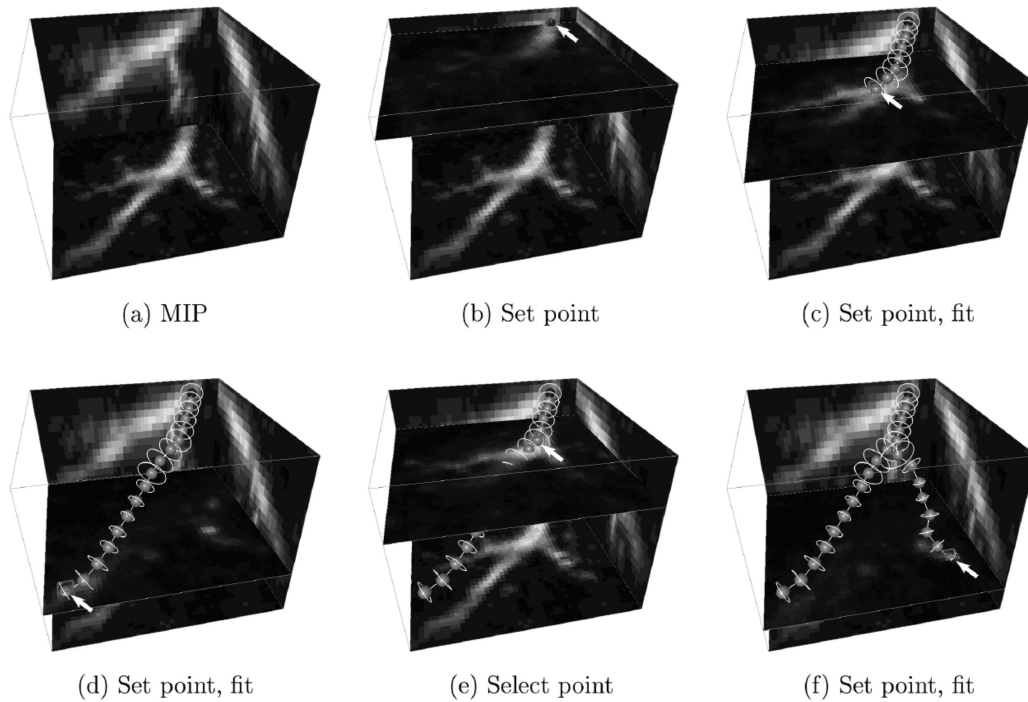 (a) MIP
(b) Set point
(c) Set point, fit
(d) Set point, fit
(e) Select point
(f) Set point, fit